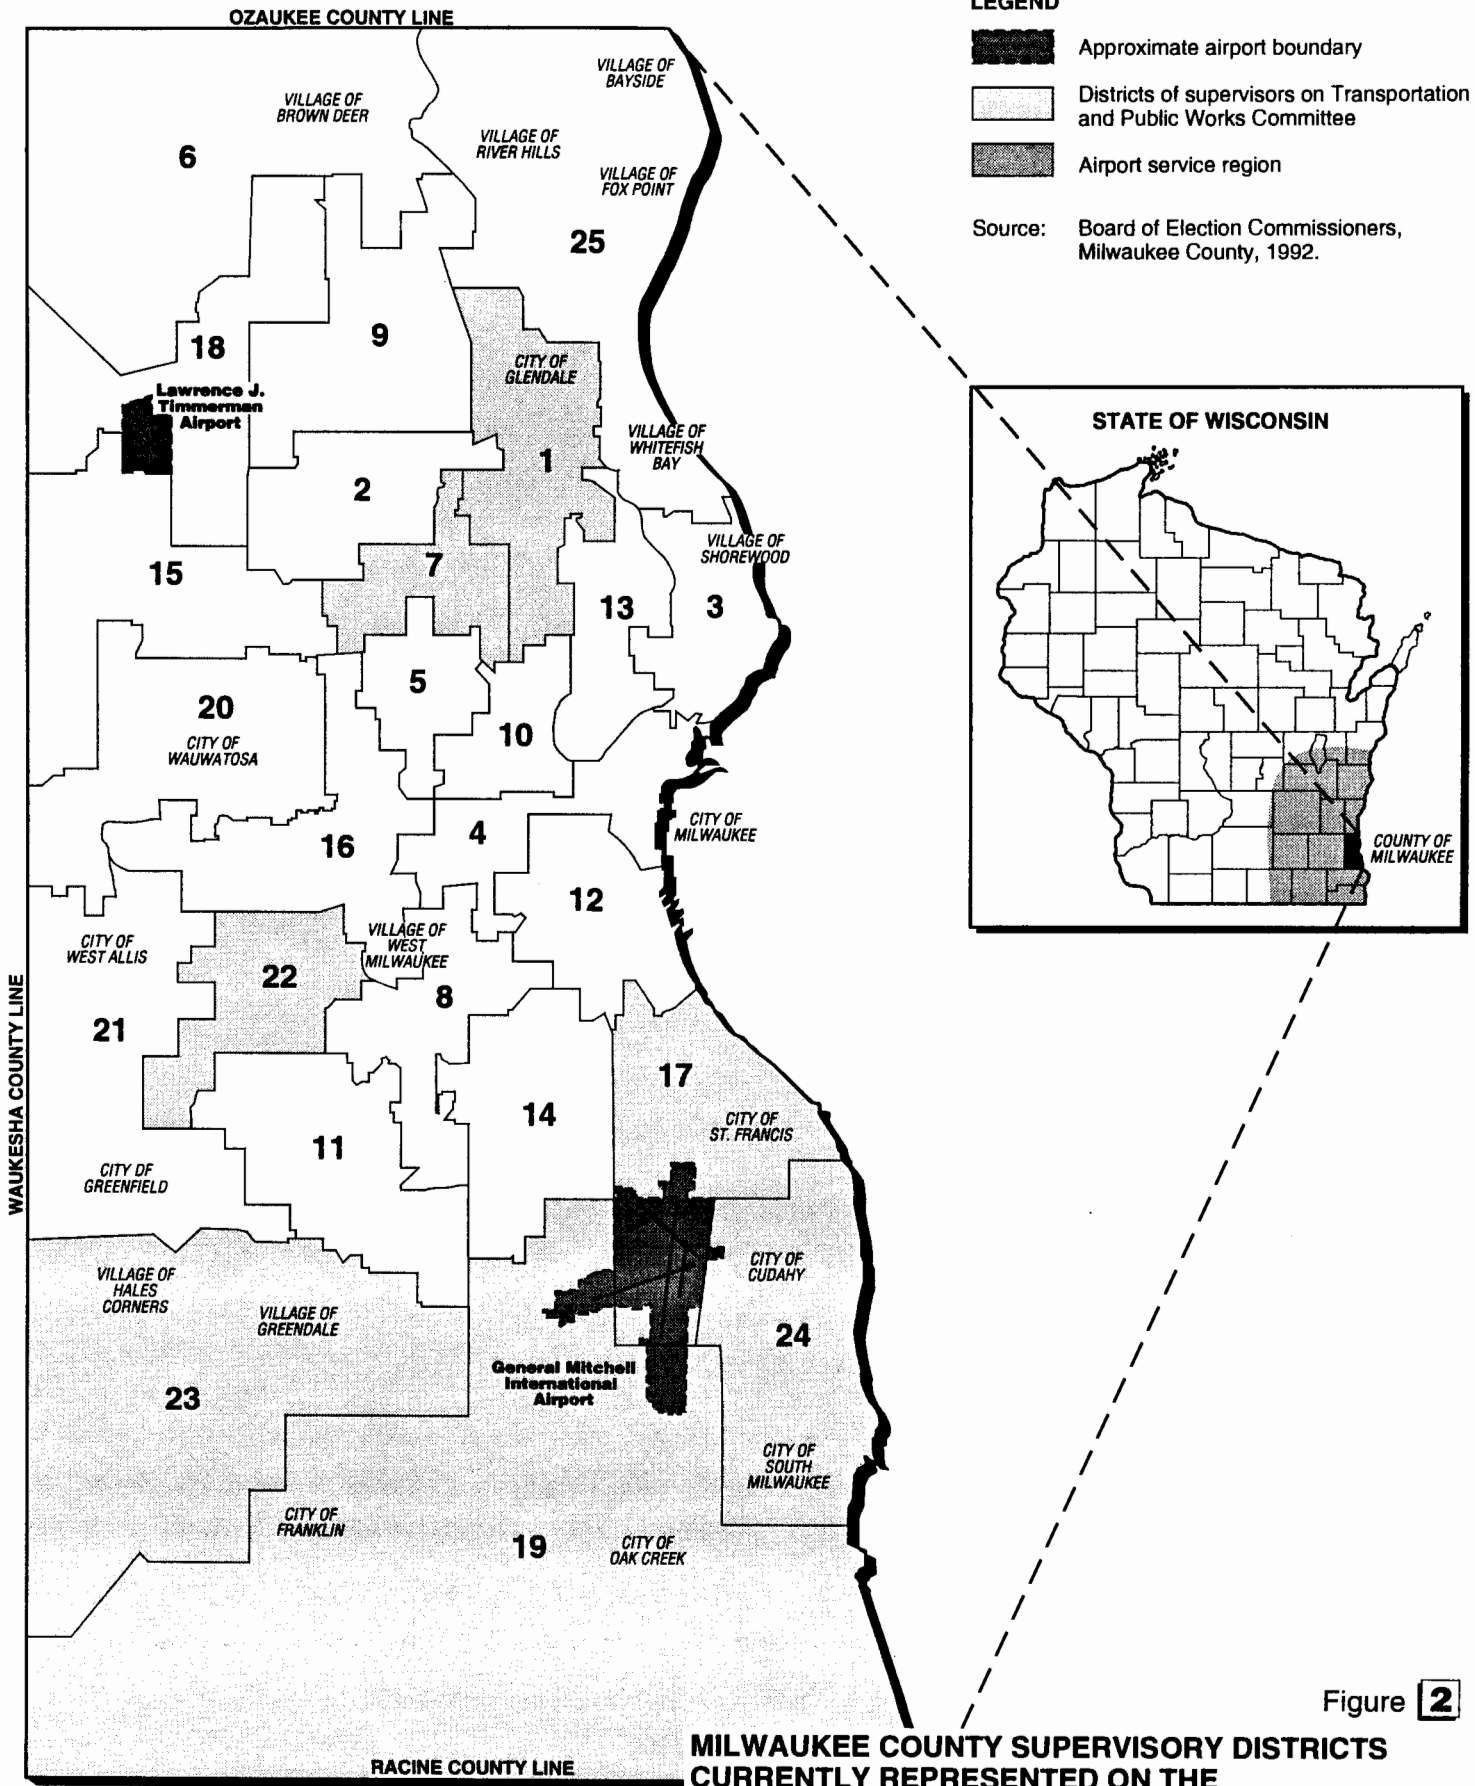 OZAUKEE COUNTY LINE
LEGEND
Approximate airport boundary
Districts of supervisors on Transportation
and Public Works Committee
Airport service region
Source: Board of Election Commissioners,
Milwaukee County, 1992.
VILLAGE OF
BAYSIDE
VILLAGE OF
BROWN DEER
VILLAGE OF
RIVER HILLS
6
VILLAGE OF
FOX POINT
25
18
9
CITY OF
GLENDALE
Lawrence J.
Timmerman
Airport
VILLAGE OF
WHITEFISH
BAY
1
2
VILLAGE OF
SHOREWOOD
7
15
13
3
5
20
CITY OF
WAUWATOSA
10
CITY OF
MILWAUKEE
4
16
12
STATE OF WISCONSIN
COUNTY OF
MILWAUKEE
CITY OF
WEST ALLIS
VILLAGE OF
WEST
MILWAUKEE
22
8
21
WAUKESHA COUNTY LINE
17
14
CITY OF
ST. FRANCIS
11
CITY OF
GREENFIELD
CITY OF
CUDAHY
VILLAGE OF
HALES
CORNERS
VILLAGE OF
GREENDALE
24
General Mitchell
International
Airport
23
CITY OF
SOUTH
MILWAUKEE
CITY OF
FRANKLIN
19
CITY OF
OAK CREEK
RACINE COUNTY LINE
Figure 2
MILWAUKEE COUNTY SUPERVISORY DISTRICTS
CURRENTLY REPRESENTED ON THE